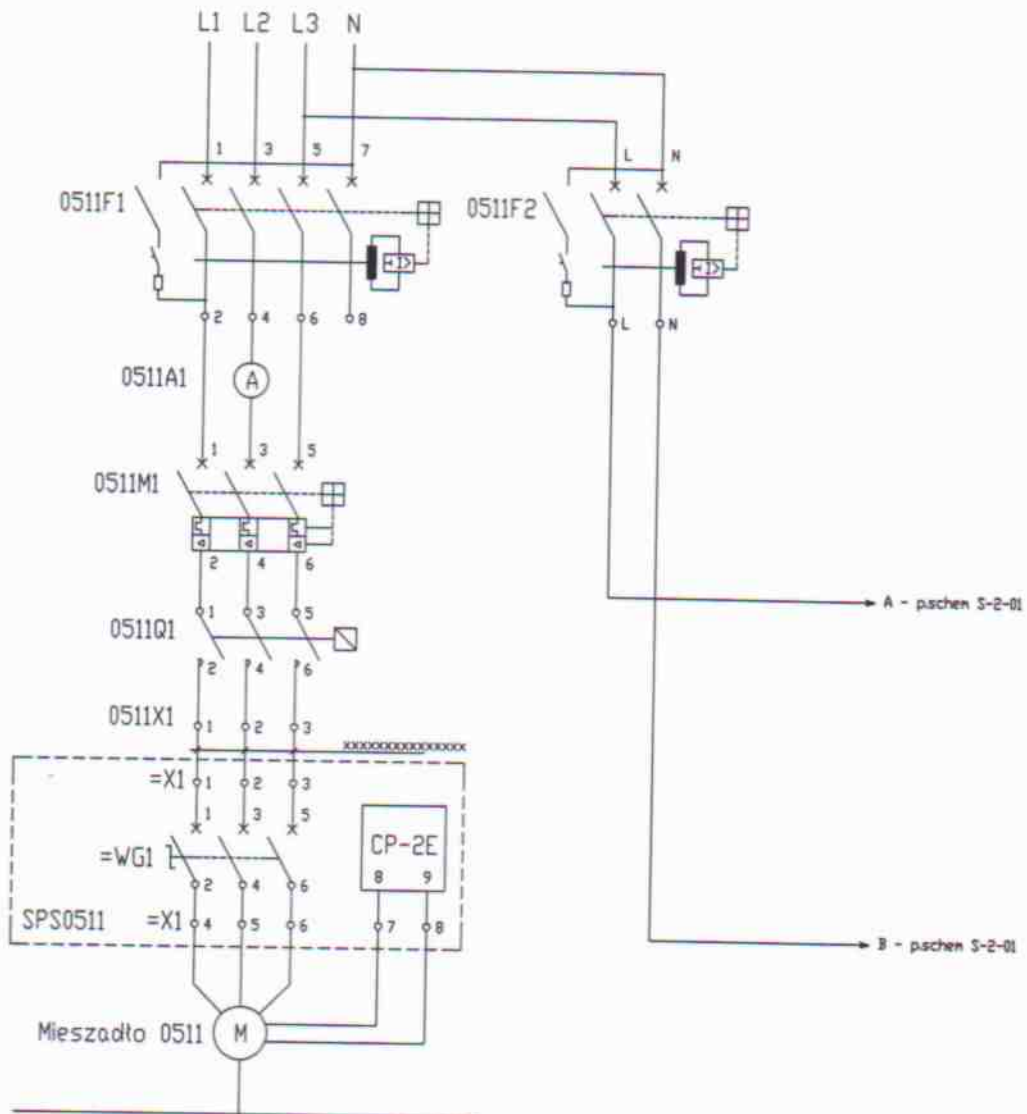 L1 L2 L3 N
1 3 5 7
L N
0511F1
0511F2
2 4 6 8
L N
0511A1
A
1 3 5
0511M1
2 4 6
A - p.schem S-2-01
1 3 5
0511Q1
2 4 6
0511X1
1 2 3
xxxxxxxxxxxxxxx
=X1
1 2 3
1 3 5
CP-2E
=WG1
8 9
2 4 6
SPS0511
=X1
4 5 6 7 8
B - p.schem S-2-01
Mieszadło 0511
M